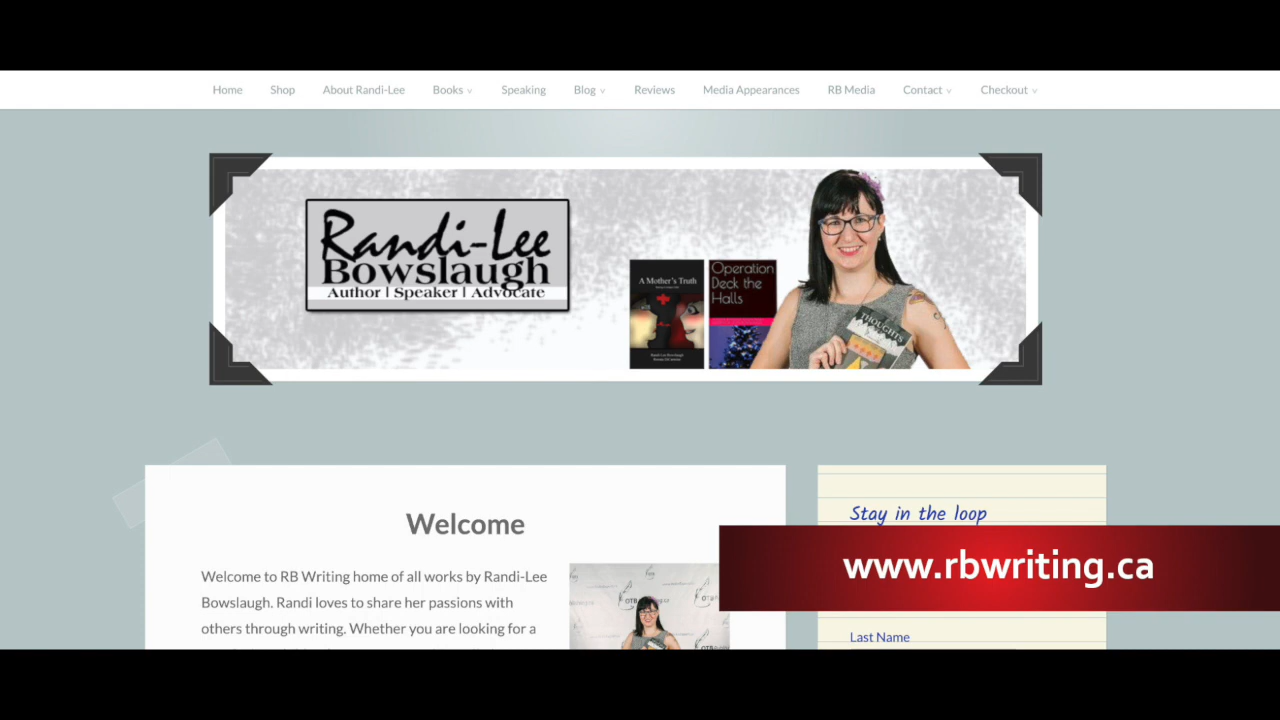 Home Shop About Randi-Lee Books Speaking Blog Reviews Media Appearances RB Media Contact Checkout
Randi-Lee
Bowslaugh
Author | Speaker | Advocate
A Mother's Truth
Operation
Deck the
Halls
THOUGHTS
Welcome
Welcome to RB Writing home of all works by Randi-Lee
Bowslaugh. Randi loves to share her passions with
others through writing. Whether you are looking for a
Stay in the loop
www.rbwriting.ca
Last Name